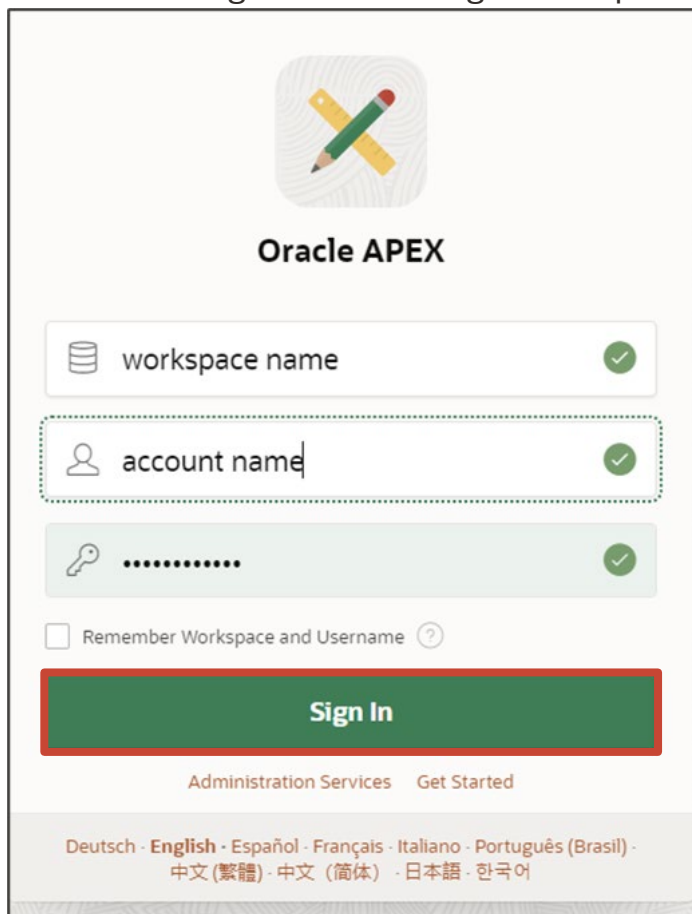 Oracle APEX
workspace name
account name
••••••••••••
Remember Workspace and Username ?
Sign In
Administration Services Get Started
Deutsch · English · Español · Français · Italiano · Português (Brasil) ·
中文 (繁體) · 中文（简体） · 日本語 · 한국어